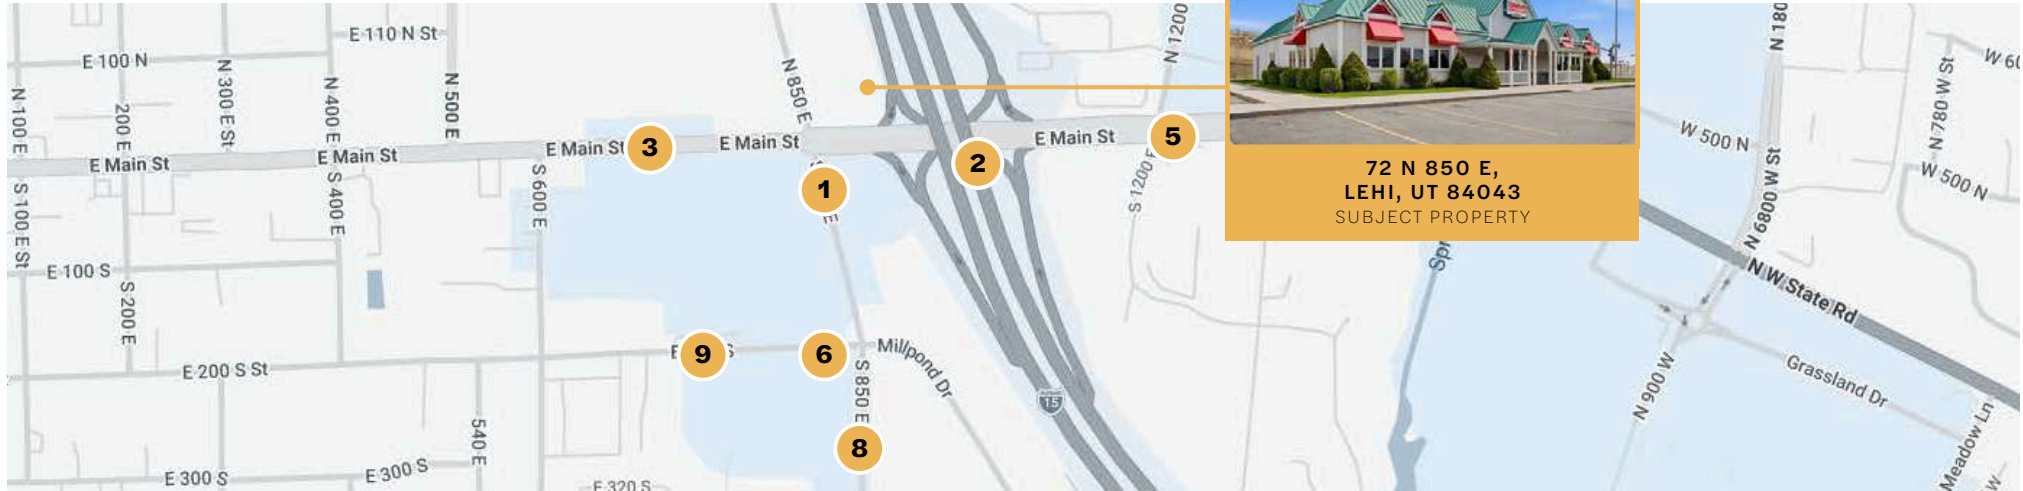 E 110 N St
E 100 N
N 100 E
200 E
N 300 E St
N 400 E
N 500 E
N 850 E
N 1200
N 180
W 60
N 780 W St
W 500 N
W 500 N
E Main St
E Main St
E Main St
3
E Main St
2
E Main St
5
1
72 N 850 E,
LEHI, UT 84043
SUBJECT PROPERTY
S 100 E St
S 400 E
S 600 E
S 1200 E
N 6800 W St
E 100 S
S 200 E
Spr
N W State Rd
E 200 S St
9
6
Millpond Dr
S 850 E
15
N 900 W
Grassland Dr
Meadow Ln
540 E
8
E 300 S
E 300 S
E 320 S
W